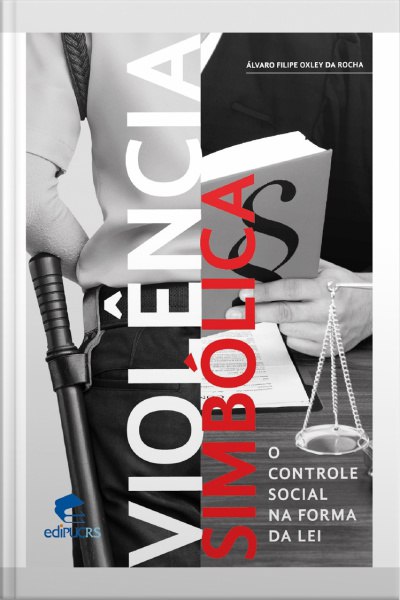 ÁLVARO FILIPE OXLEY DA ROCHA
VIOLÊNCIA
SIMBÓLICA
O
CONTROLE
SOCIAL
NA FORMA
DA LEI
§
ediPUCRS